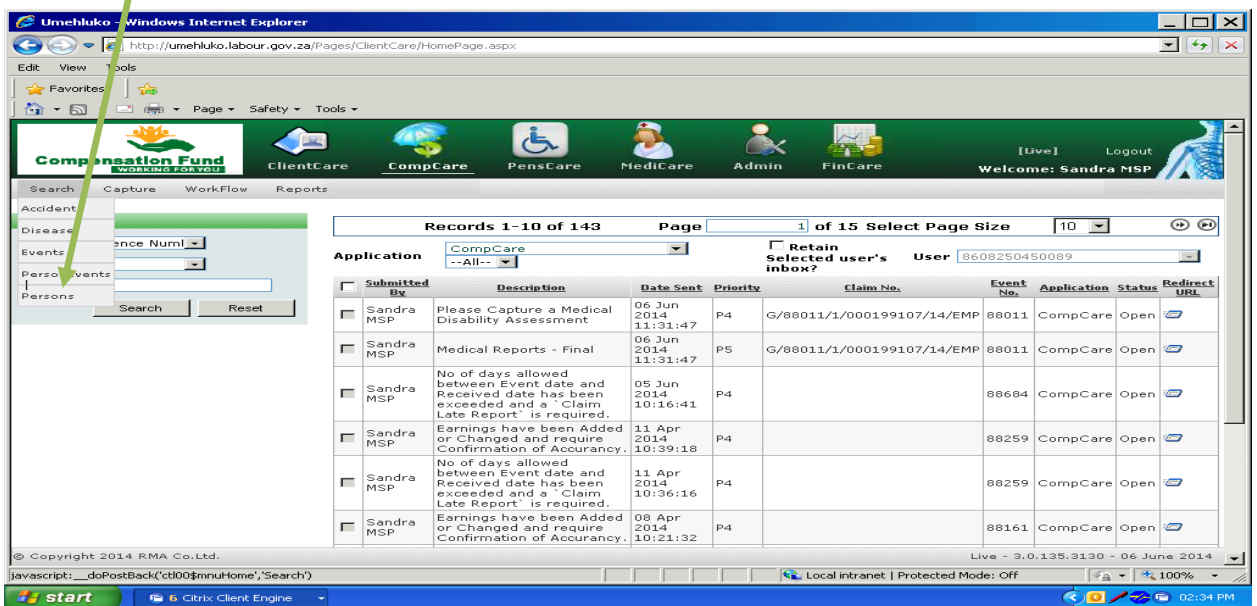 Umehluko - Windows Internet Explorer
http://umehluko.labour.gov.za/Pages/ClientCare/HomePage.aspx
Edit View Tools
Favorites
Page Safety Tools
Compensation Fund
WORKING FOR YOU
ClientCare CompCare PensCare MediCare Admin FinCare
[Live] Logout
Welcome: Sandra MSP
Search Capture WorkFlow Reports
Accident
Disease
Events
Person Events
Persons
ence Numl
Search Reset
Records 1-10 of 143 Page 1 of 15 Select Page Size 10
Application CompCare
--All--
Retain Selected user's inbox?
User 8608250450089
Submitted By Description Date Sent Priority Claim No. Event No. Application Status Redirect URL
Sandra MSP Please Capture a Medical Disability Assessment 06 Jun 2014 11:31:47 P4 G/88011/1/000199107/14/EMP 88011 CompCare Open
Sandra MSP Medical Reports - Final 06 Jun 2014 11:31:47 P5 G/88011/1/000199107/14/EMP 88011 CompCare Open
Sandra MSP No of days allowed between Event date and Received date has been exceeded and a `Claim Late Report` is required. 05 Jun 2014 10:16:41 P4 88684 CompCare Open
Sandra MSP Earnings have been Added or Changed and require Confirmation of Accurancy. 11 Apr 2014 10:39:18 P4 88259 CompCare Open
Sandra MSP No of days allowed between Event date and Received date has been exceeded and a `Claim Late Report` is required. 11 Apr 2014 10:36:16 P4 88259 CompCare Open
Sandra MSP Earnings have been Added or Changed and require Confirmation of Accurancy. 08 Apr 2014 10:21:32 P4 88161 CompCare Open
© Copyright 2014 RMA Co.Ltd.
Live - 3.0.135.3130 - 06 June 2014
javascript:__doPostBack('ctl00$mnuHome','Search')
Local intranet | Protected Mode: Off
100%
start
6 Citrix Client Engine
02:34 PM